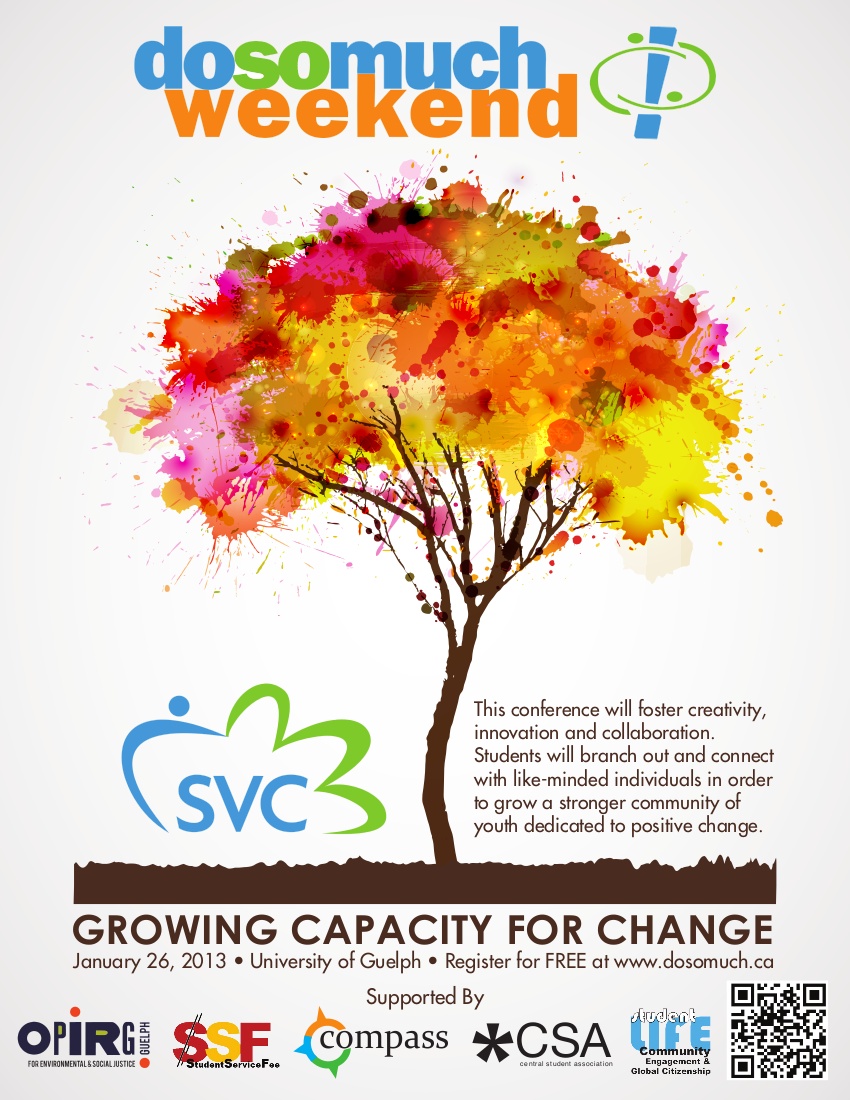 dosomuch
weekend
!
This conference will foster creativity,
innovation and collaboration.
Students will branch out and connect
with like-minded individuals in order
to grow a stronger community of
youth dedicated to positive change.
SVC
GROWING CAPACITY FOR CHANGE
January 26, 2013 • University of Guelph • Register for FREE at www.dosomuch.ca
Supported By
OPIRG GUELPH
FOR ENVIRONMENTAL & SOCIAL JUSTICE
SSF
StudentServiceFee
compass
*CSA
central student association
student
LIFE
Community
Engagement &
Global Citizenship